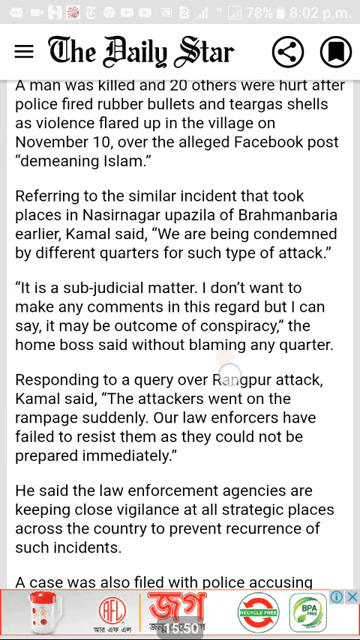 78% 8:02 p.m.
The Daily Star
A man was killed and 20 others were hurt after
police fired rubber bullets and teargas shells
as violence flared up in the village on
November 10, over the alleged Facebook post
“demeaning Islam.”
Referring to the similar incident that took
places in Nasirnagar upazila of Brahmanbaria
earlier, Kamal said, “We are being condemned
by different quarters for such type of attack.”
“It is a sub-judicial matter. I don’t want to
make any comments in this regard but I can
say, it may be outcome of conspiracy,” the
home boss said without blaming any quarter.
Responding to a query over Rangpur attack,
Kamal said, “The attackers went on the
rampage suddenly. Our law enforcers have
failed to resist them as they could not be
prepared immediately.”
He said the law enforcement agencies are
keeping close vigilance at all strategic places
across the country to prevent recurrence of
such incidents.
A case was also filed with police accusing
RFL
আর এফ এল
জগ
15:50
RECYCLE FREE
BPA
FREE